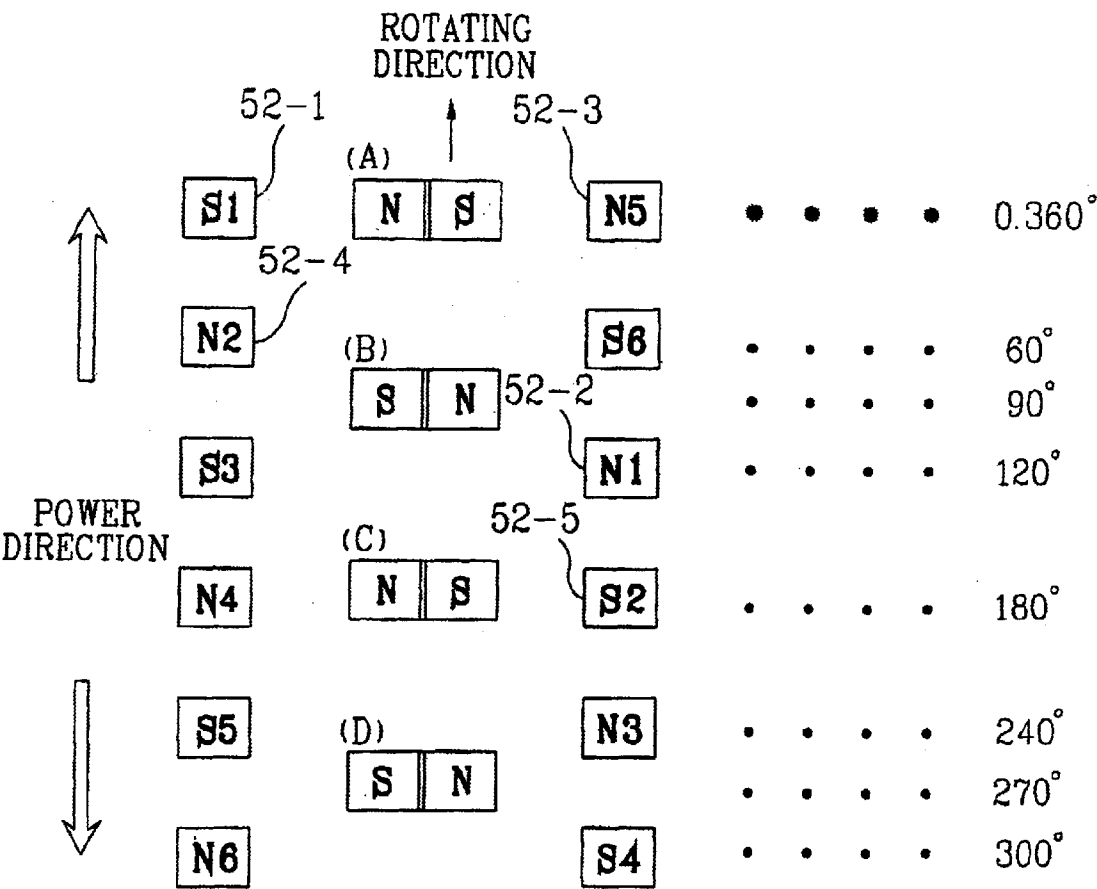 ROTATING
DIRECTION
52-1
52-3
(A)
S1
N S
N5
0.360°
52-4
N2
S6
60°
(B)
S N
52-2
90°
S3
N1
120°
POWER
DIRECTION
52-5
(C)
N4
N S
S2
180°
S5
(D)
N3
240°
S N
270°
N6
S4
300°